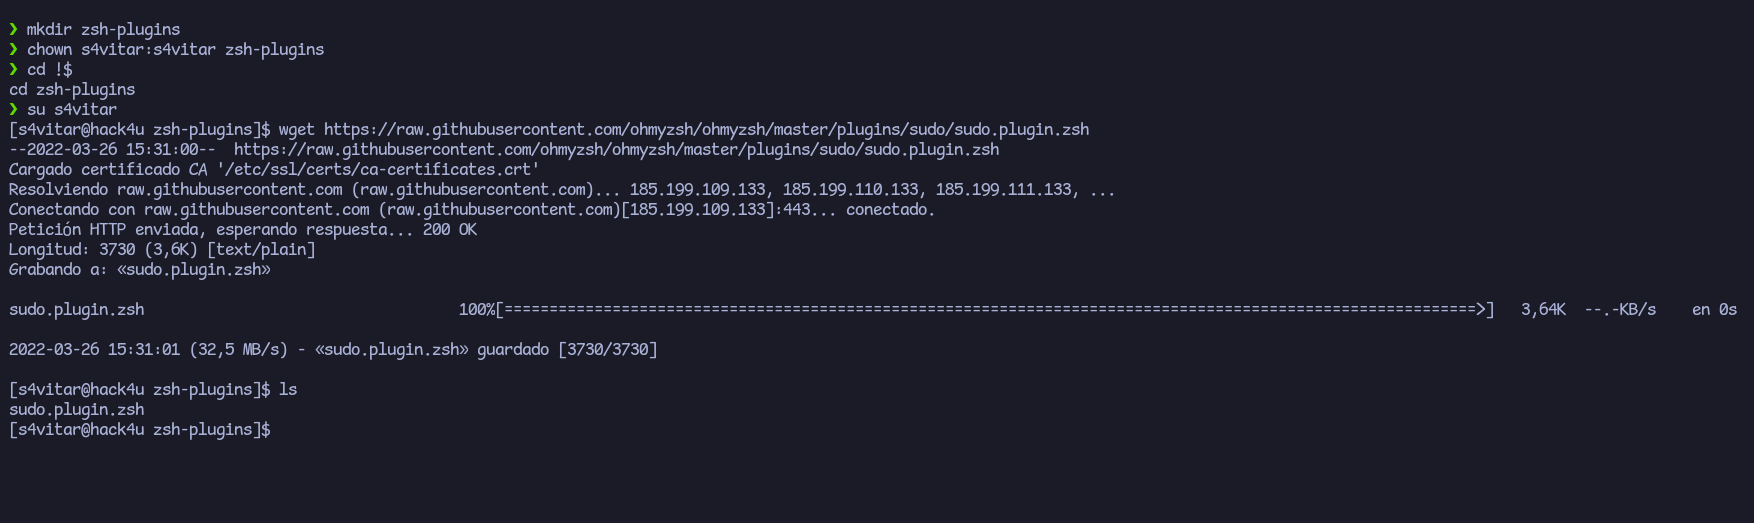 ❯ mkdir zsh-plugins
❯ chown s4vitar:s4vitar zsh-plugins
❯ cd !$
cd zsh-plugins
❯ su s4vitar
[s4vitar@hack4u zsh-plugins]$ wget https://raw.githubusercontent.com/ohmyzsh/ohmyzsh/master/plugins/sudo/sudo.plugin.zsh
--2022-03-26 15:31:00--  https://raw.githubusercontent.com/ohmyzsh/ohmyzsh/master/plugins/sudo/sudo.plugin.zsh
Cargado certificado CA '/etc/ssl/certs/ca-certificates.crt'
Resolviendo raw.githubusercontent.com (raw.githubusercontent.com)... 185.199.109.133, 185.199.110.133, 185.199.111.133, ...
Conectando con raw.githubusercontent.com (raw.githubusercontent.com)[185.199.109.133]:443... conectado.
Petición HTTP enviada, esperando respuesta... 200 OK
Longitud: 3730 (3,6K) [text/plain]
Grabando a: «sudo.plugin.zsh»
sudo.plugin.zsh                                   100%[============================================================================================================>]   3,64K  --.-KB/s    en 0s
2022-03-26 15:31:01 (32,5 MB/s) - «sudo.plugin.zsh» guardado [3730/3730]
[s4vitar@hack4u zsh-plugins]$ ls
sudo.plugin.zsh
[s4vitar@hack4u zsh-plugins]$